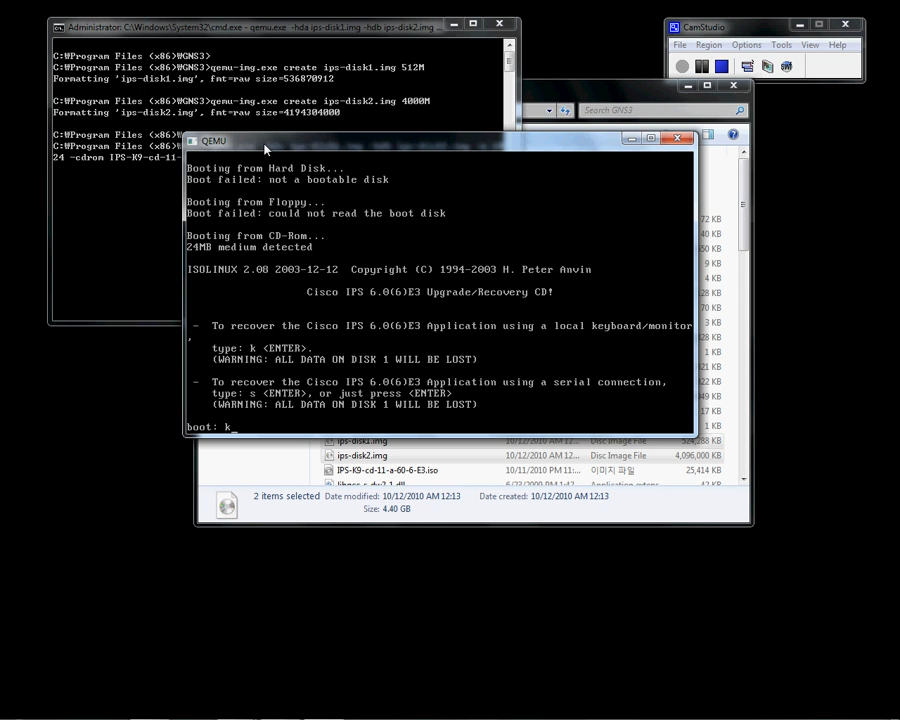 Administrator: C:\Windows\System32\cmd.exe - qemu.exe -hda ips-disk1.img -hdb ips-disk2.img ...
C:₩Program Files (x86)₩GNS3>
C:₩Program Files (x86)₩GNS3>qemu-img.exe create ips-disk1.img 512M
Formatting 'ips-disk1.img', fmt=raw size=536870912
C:₩Program Files (x86)₩GNS3>qemu-img.exe create ips-disk2.img 4000M
Formatting 'ips-disk2.img', fmt=raw size=4194304000
C:₩Program Files (x86)₩
C:₩Program Files (x86)₩
24 -cdrom IPS-K9-cd-11-
CamStudio
File Region Options Tools View Help
Search GNS3
QEMU
Booting from Hard Disk...
Boot failed: not a bootable disk
Booting from Floppy...
Boot failed: could not read the boot disk
Booting from CD-Rom...
24MB medium detected
ISOLINUX 2.08 2003-12-12 Copyright (C) 1994-2003 H. Peter Anvin
Cisco IPS 6.0(6)E3 Upgrade/Recovery CD!
- To recover the Cisco IPS 6.0(6)E3 Application using a local keyboard/monitor
,
type: k <ENTER>.
(WARNING: ALL DATA ON DISK 1 WILL BE LOST)
- To recover the Cisco IPS 6.0(6)E3 Application using a serial connection,
type: s <ENTER>, or just press <ENTER>
(WARNING: ALL DATA ON DISK 1 WILL BE LOST)
boot: k_
72 KB
50 KB
9 KB
4 KB
28 KB
07 KB
3 KB
28 KB
1 KB
21 KB
22 KB
49 KB
17 KB
1 KB
ips-disk1.img 10/12/2010 AM 12... Disc Image File 524,288 KB
ips-disk2.img 10/12/2010 AM 12... Disc Image File 4,096,000 KB
IPS-K9-cd-11-a-60-6-E3.iso 10/11/2010 PM 11:... 이미지 파일 25,414 KB
2 items selected Date modified: 10/12/2010 AM 12:13 Date created: 10/12/2010 AM 12:13
Size: 4.40 GB